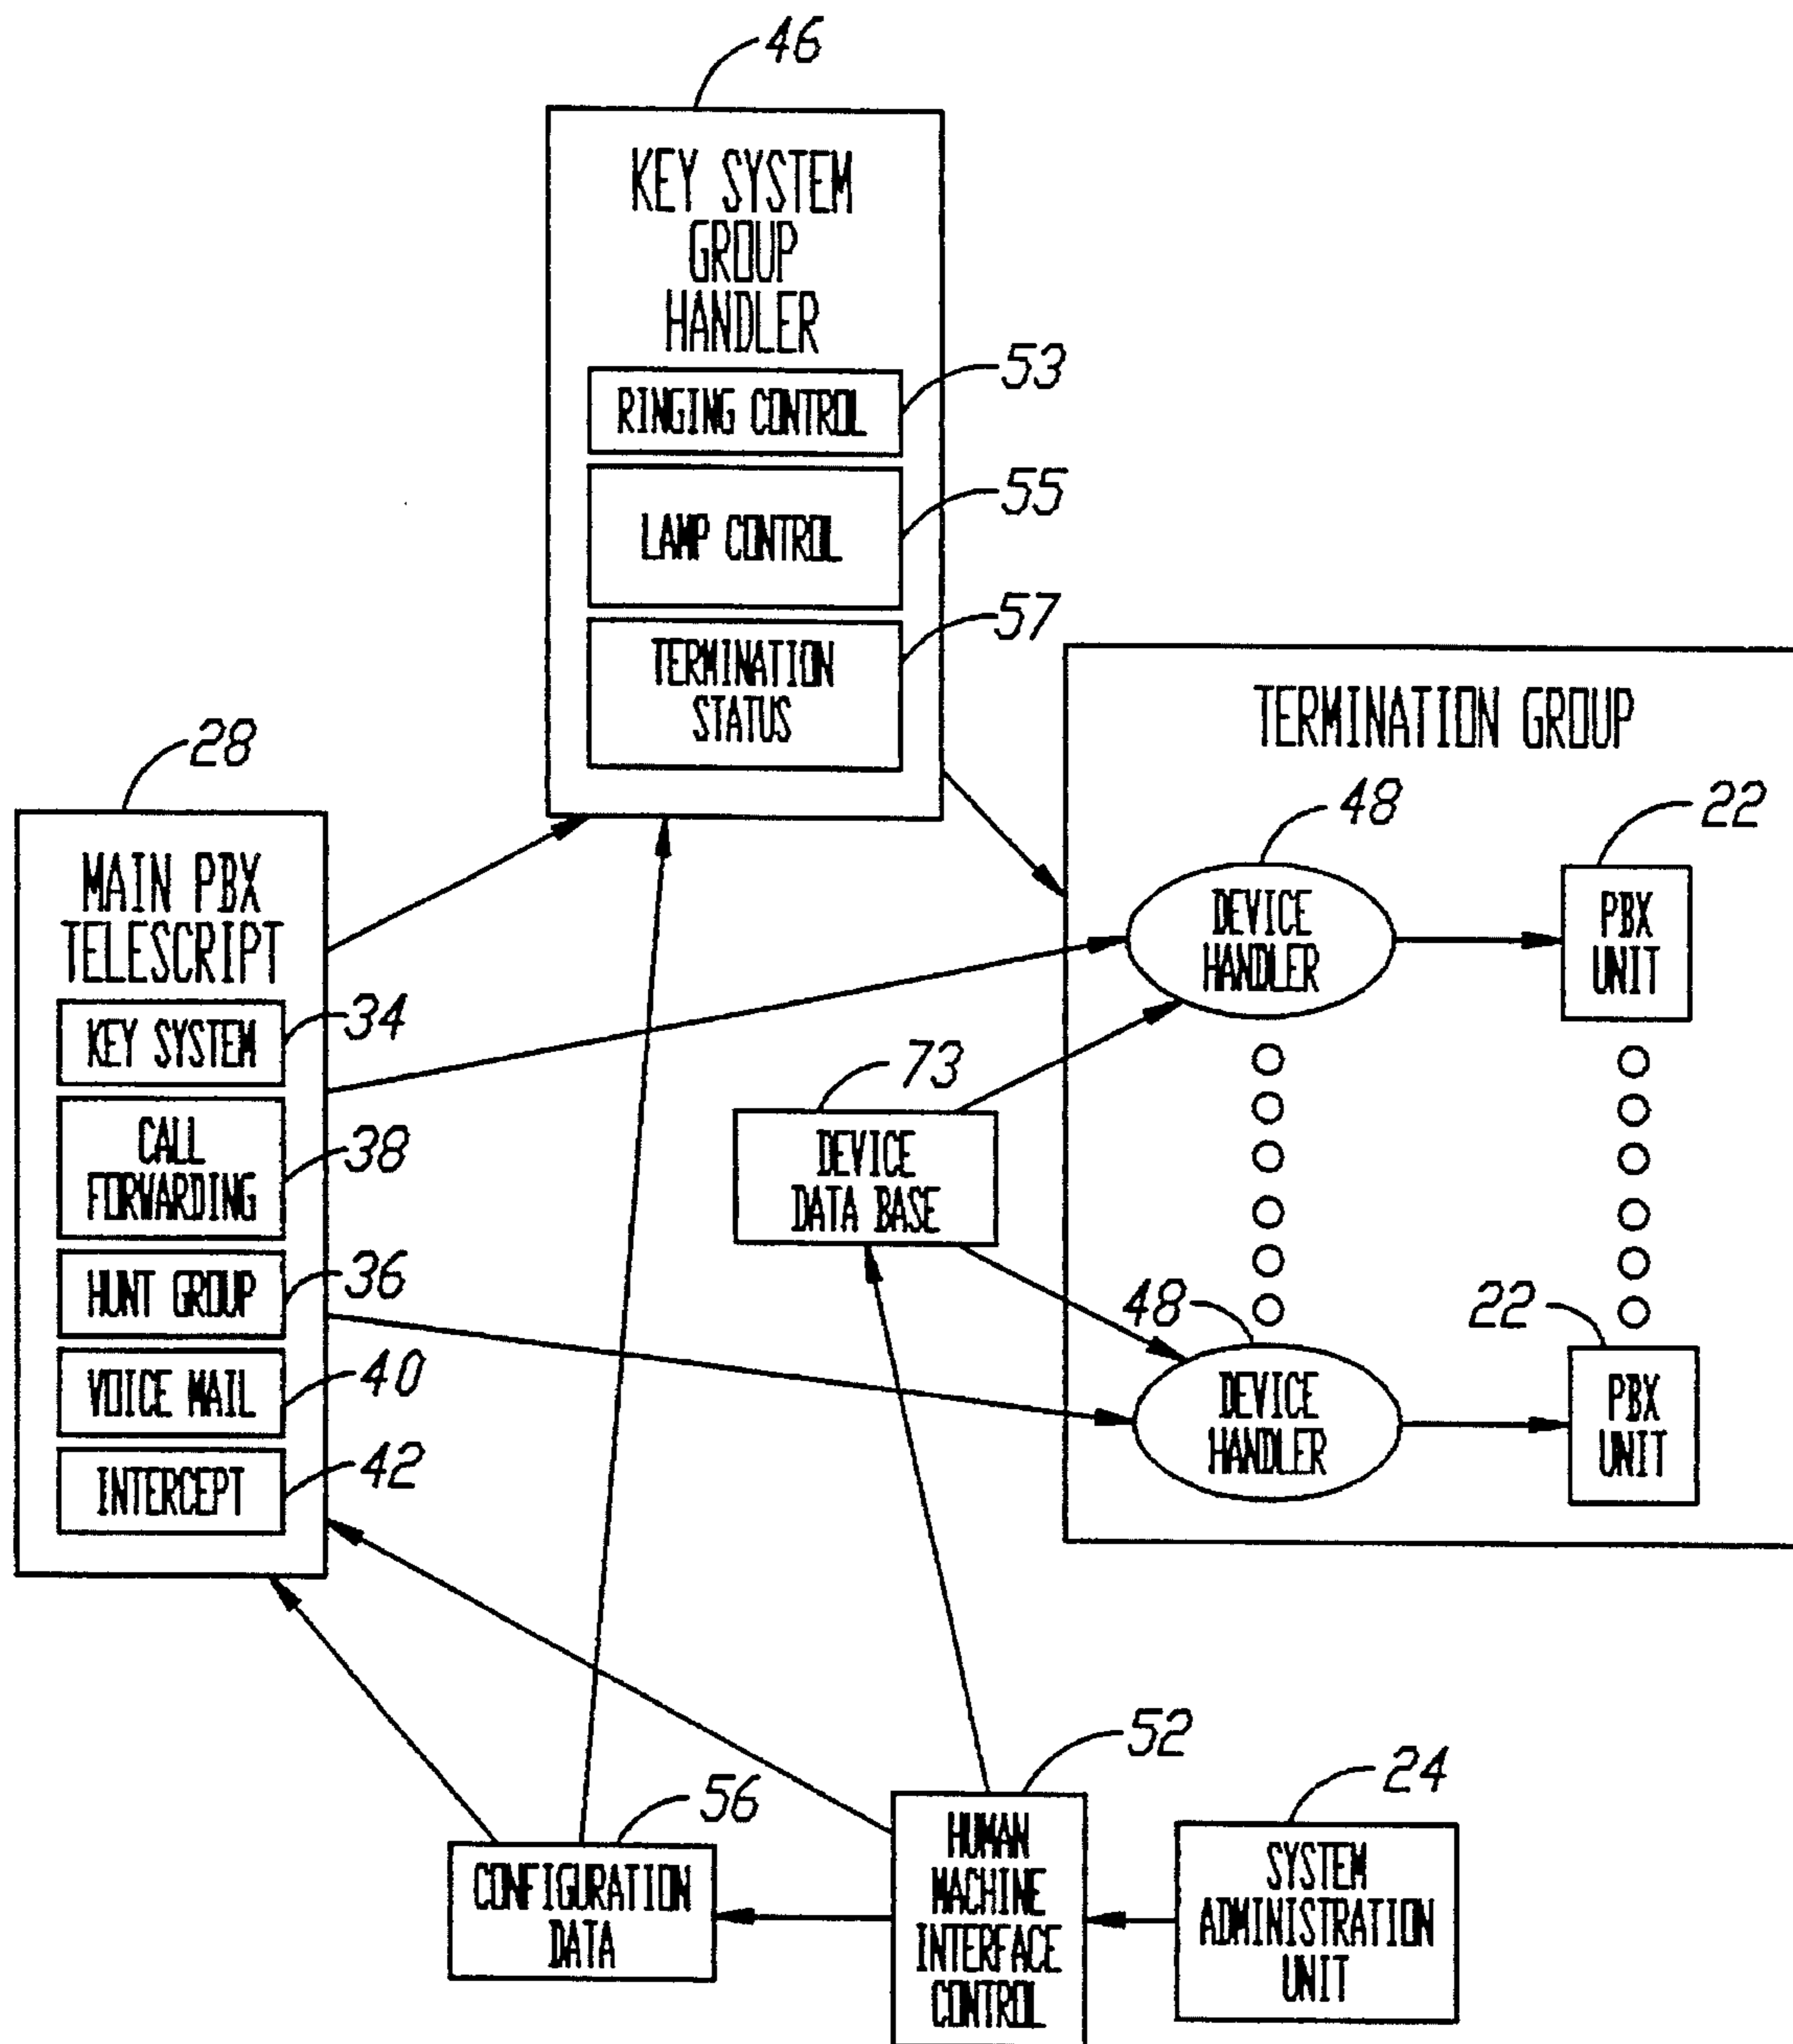 46
KEY SYSTEM
GROUP
HANDLER
53
RINGING CONTROL
55
LAMP CONTROL
57
TERMINATION
STATUS
28
MAIN PBX
TELESCRIPT
34
KEY SYSTEM
38
CALL
FORWARDING
36
HUNT GROUP
40
VOICE MAIL
42
INTERCEPT
TERMINATION GROUP
48
22
DEVICE
HANDLER
PBX
UNIT
73
DEVICE
DATA BASE
48
22
DEVICE
HANDLER
PBX
UNIT
56
CONFIGURATION
DATA
52
HUMAN
MACHINE
INTERFACE
CONTROL
24
SYSTEM
ADMINISTRATION
UNIT